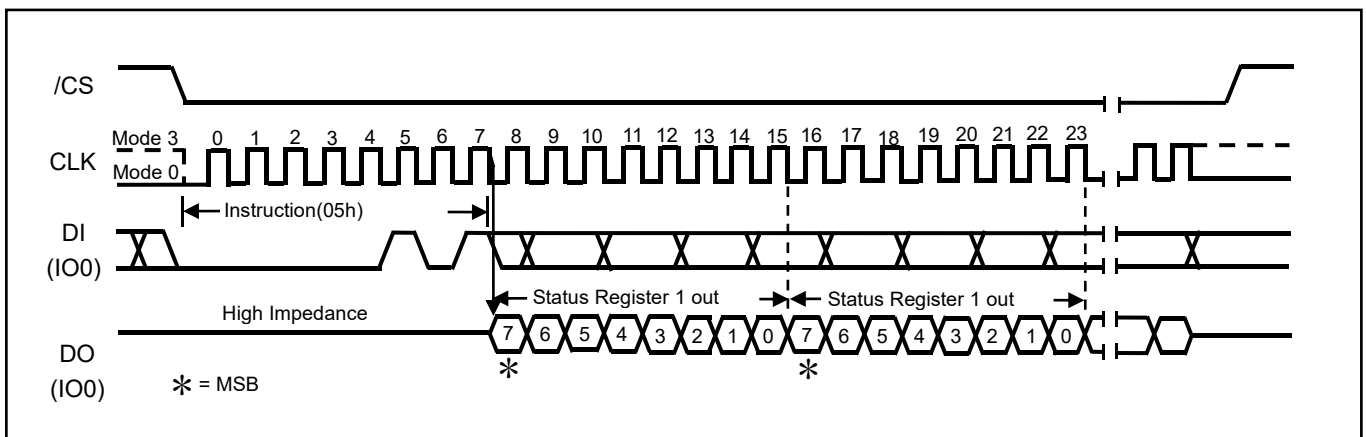 /CS
Mode 3 0 1 2 3 4 5 6 7 8 9 10 11 12 13 14 15 16 17 18 19 20 21 22 23
CLK
Mode 0
Instruction(05h)
DI
(IO0)
Status Register 1 out Status Register 1 out
High Impedance
7 6 5 4 3 2 1 0 7 6 5 4 3 2 1 0
DO
(IO0)
* *
* = MSB